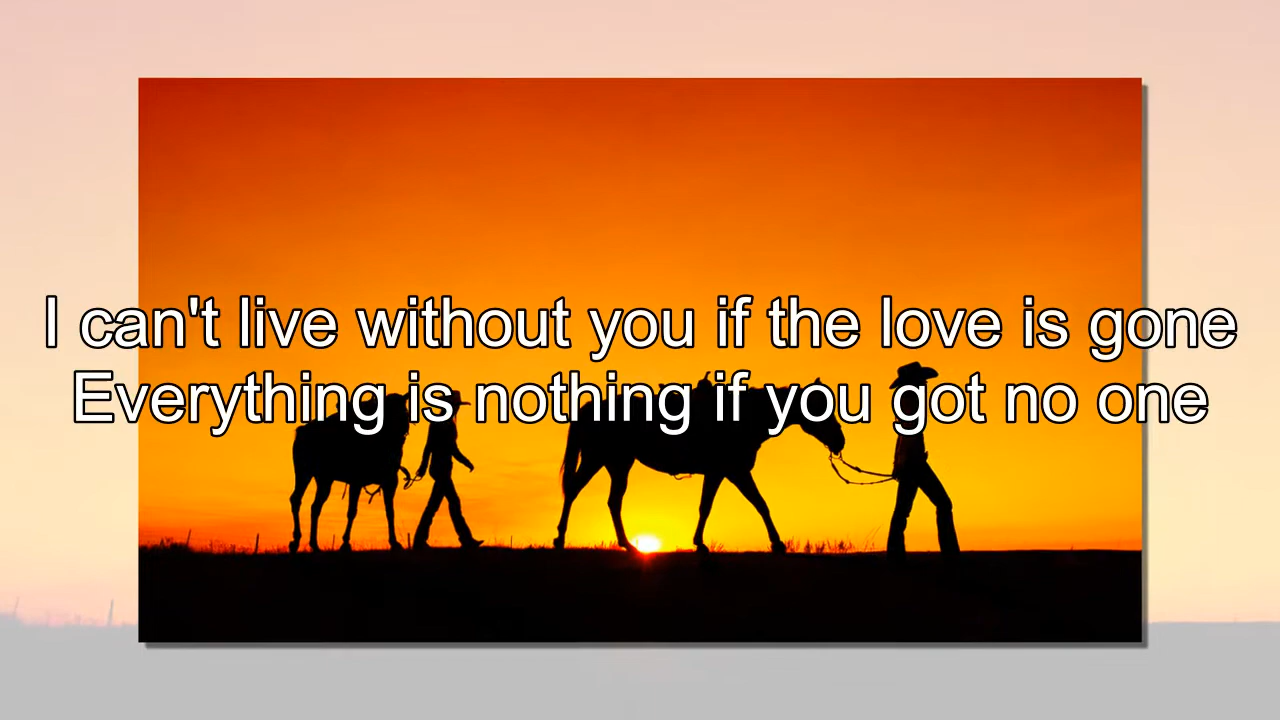 I can't live without you if the love is gone
Everything is nothing if you got no one